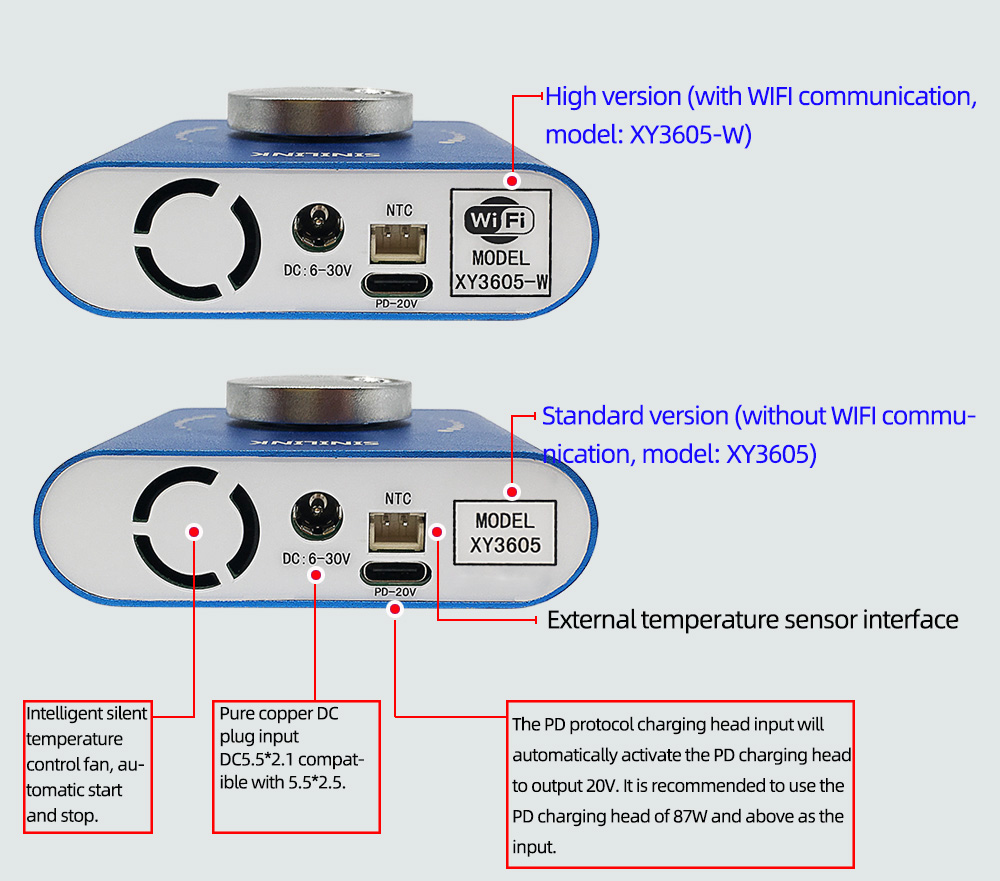 High version (with WIFI communication,
model: XY3605-W)
SINILINK
NTC
WiFi
DC:6-30V
MODEL
XY3605-W
PD-20V
Standard version (without WIFI commu-
nication, model: XY3605)
SINILINK
NTC
MODEL
XY3605
DC:6-30V
PD-20V
External temperature sensor interface
Intelligent silent
temperature
control fan, au-
tomatic start
and stop.
Pure copper DC
plug input
DC5.5*2.1 compat-
ible with 5.5*2.5.
The PD protocol charging head input will
automatically activate the PD charging head
to output 20V. It is recommended to use the
PD charging head of 87W and above as the
input.